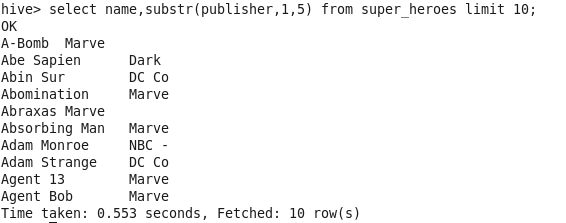 hive> select name,substr(publisher,1,5) from super_heroes limit 10;
OK
A-Bomb  Marve
Abe Sapien      Dark
Abin Sur        DC Co
Abomination     Marve
Abraxas Marve
Absorbing Man   Marve
Adam Monroe     NBC -
Adam Strange    DC Co
Agent 13        Marve
Agent Bob       Marve
Time taken: 0.553 seconds, Fetched: 10 row(s)